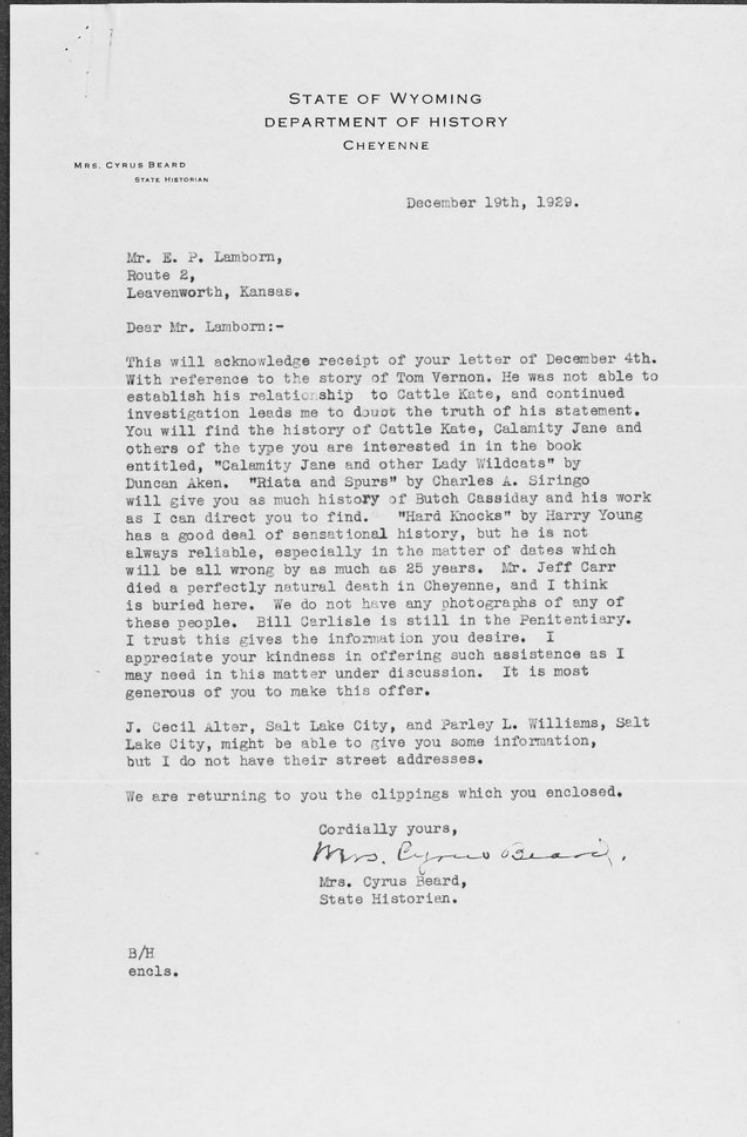 STATE OF WYOMING
DEPARTMENT OF HISTORY
CHEYENNE
MRS. CYRUS BEARD
STATE HISTORIAN
December 19th, 1929.
Mr. E. P. Lamborn,
Route 2,
Leavenworth, Kansas.
Dear Mr. Lamborn:-
This will acknowledge receipt of your letter of December 4th.
With reference to the story of Tom Vernon. He was not able to
establish his relationship to Cattle Kate, and continued
investigation leads me to doubt the truth of his statement.
You will find the history of Cattle Kate, Calamity Jane and
others of the type you are interested in in the book
entitled, "Calamity Jane and other Lady Wildcats" by
Duncan Aken. "Riata and Spurs" by Charles A. Siringo
will give you as much history of Butch Cassiday and his work
as I can direct you to find. "Hard Knocks" by Harry Young
has a good deal of sensational history, but he is not
always reliable, especially in the matter of dates which
will be all wrong by as much as 25 years. Mr. Jeff Carr
died a perfectly natural death in Cheyenne, and I think
is buried here. We do not have any photographs of any of
these people. Bill Carlisle is still in the Penitentiary.
I trust this gives the information you desire. I
appreciate your kindness in offering such assistance as I
may need in this matter under discussion. It is most
generous of you to make this offer.
J. Cecil Alter, Salt Lake City, and Parley L. Williams, Salt
Lake City, might be able to give you some information,
but I do not have their street addresses.
We are returning to you the clippings which you enclosed.
Cordially yours,
Mrs. Cyrus Beard.
Mrs. Cyrus Beard,
State Historian.
B/H
encls.